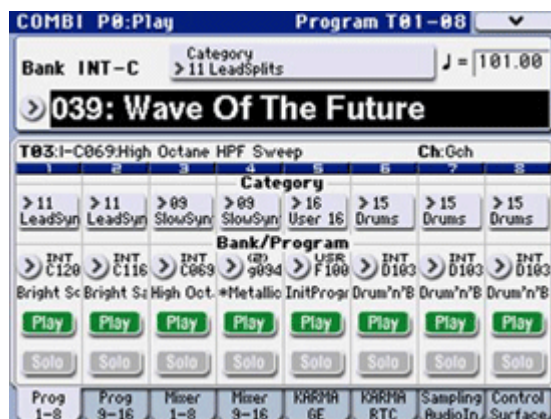 COMBI P0:Play Program T01-08
Bank INT-C Category ♩= 101.00
>11 LeadSplits
039: Wave Of The Future
T03:I-C069:High Octane HPF Sweep Ch:Gch
1 2 3 4 5 6 7 8
Category
>11 >11 >09 >09 >16 >15 >15 >15
LeadSyn LeadSyn SlowSyn SlowSyn User 16 Drums Drums Drums
Bank/Program
INT INT INT (2) USR INT INT INT
C120 C116 C069 g094 F100 D103 D103 D103
Bright Sc Bright Sa High Oct. *Metallic InitProgr Drum'n'B Drum'n'B Drum'n'B
Play Play Play Play Play Play Play Play
Solo Solo Solo Solo Solo Solo Solo Solo
Prog Prog Mixer Mixer KARMA KARMA Sampling Control
1-8 9-16 1-8 9-16 GE RTC AudioIn Surface